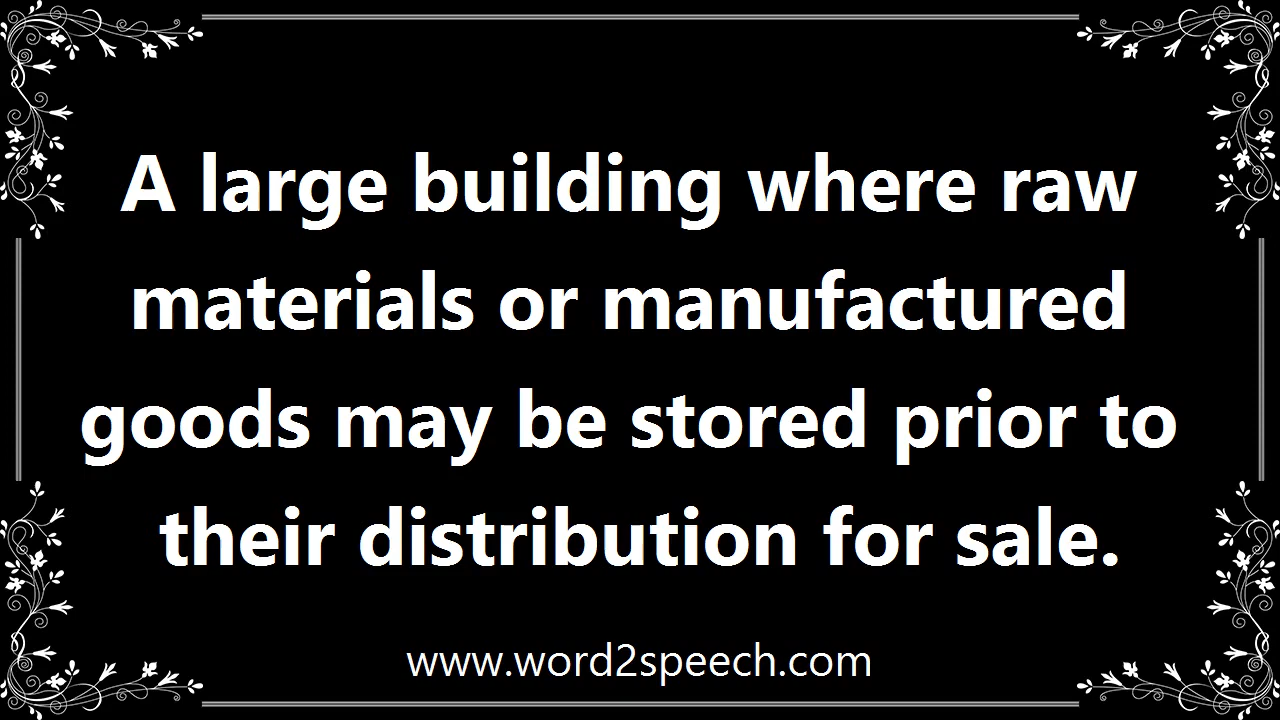 A large building where raw
materials or manufactured
goods may be stored prior to
their distribution for sale.
www.word2speech.com